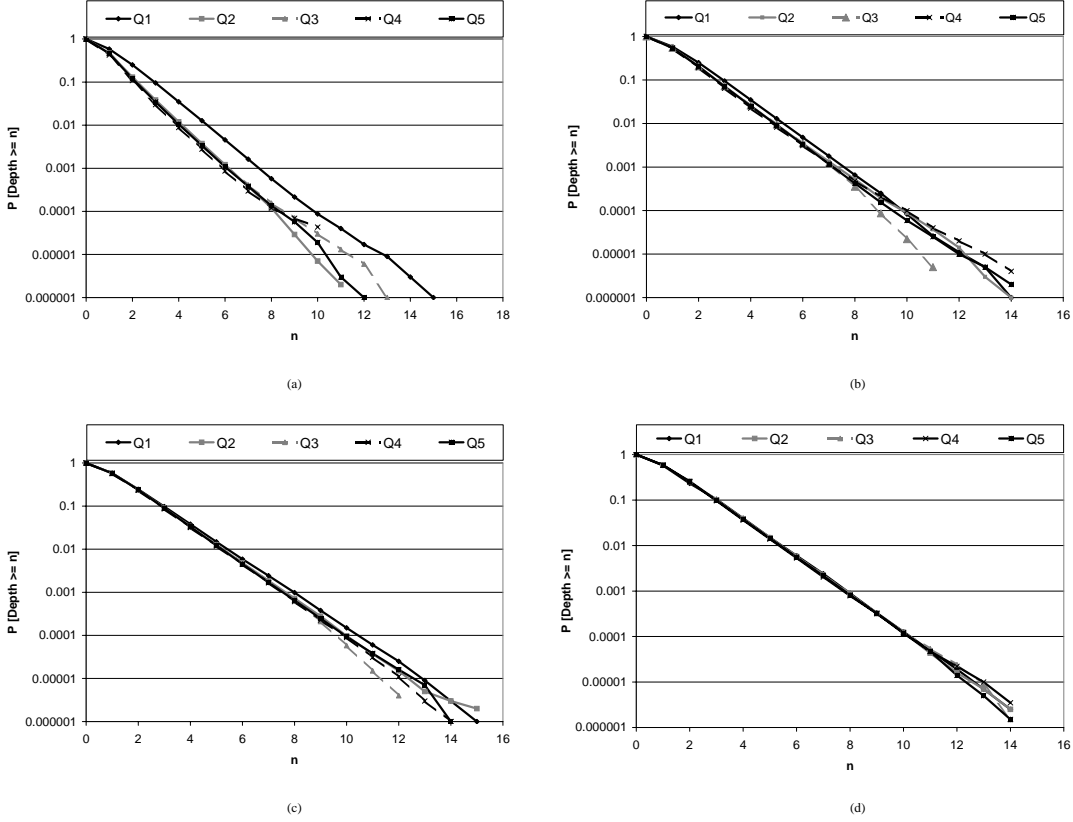 Q1 Q2 Q3 Q4 Q5
1
0.1
0.01
0.001
0.0001
0.00001
0.000001
P [Depth >= n]
0 2 4 6 8 10 12 14 16 18
n
(a)
Q1 Q2 Q3 Q4 Q5
1
0.1
0.01
0.001
0.0001
0.00001
0.000001
P [Depth >= n]
0 2 4 6 8 10 12 14 16
n
(b)
Q1 Q2 Q3 Q4 Q5
1
0.1
0.01
0.001
0.0001
0.00001
0.000001
P [Depth >= n]
0 2 4 6 8 10 12 14 16
n
(c)
Q1 Q2 Q3 Q4 Q5
1
0.1
0.01
0.001
0.0001
0.00001
0.000001
P [Depth >= n]
0 2 4 6 8 10 12 14 16
n
(d)